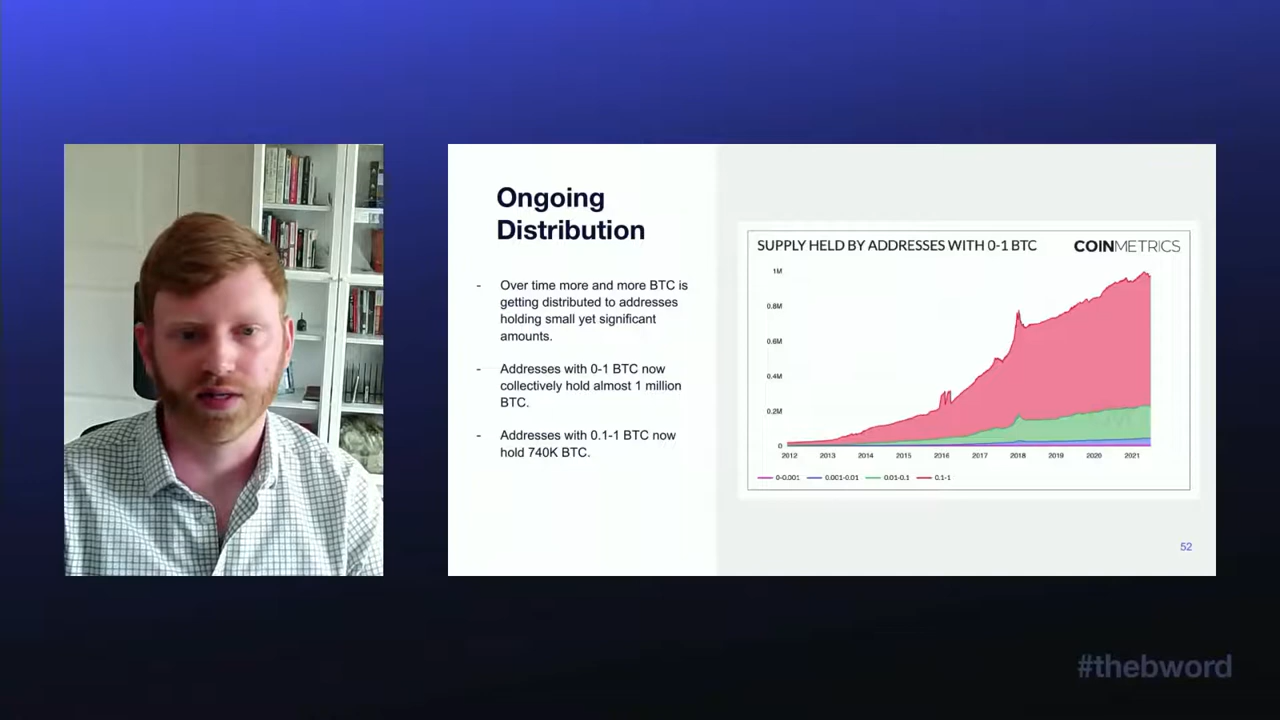 Ongoing
Distribution
- Over time more and more BTC is
getting distributed to addresses
holding small yet significant
amounts.
- Addresses with 0-1 BTC now
collectively hold almost 1 million
BTC.
- Addresses with 0.1-1 BTC now
hold 740K BTC.
SUPPLY HELD BY ADDRESSES WITH 0-1 BTC
COINMETRICS
1M
0.8M
0.6M
0.4M
0.2M
0
2012 2013 2014 2015 2016 2017 2018 2019 2020 2021
0-0.001 0.001-0.01 0.01-0.1 0.1-1
52
#thebword